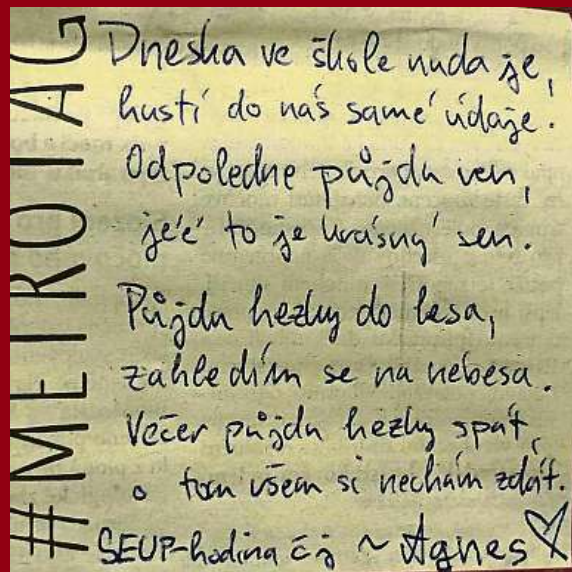 #METROTAG
Dneska ve škole nuda je,
hustí do nás samé údaje.
Odpoledne půjdu ven,
jéé to je krásný sen.
Půjdu hezky do lesa,
zahledím se na nebesa.
Večer půjdu hezky spát,
o tom všem si nechám zdát.
SEUP-hodina čj ~ Agnes